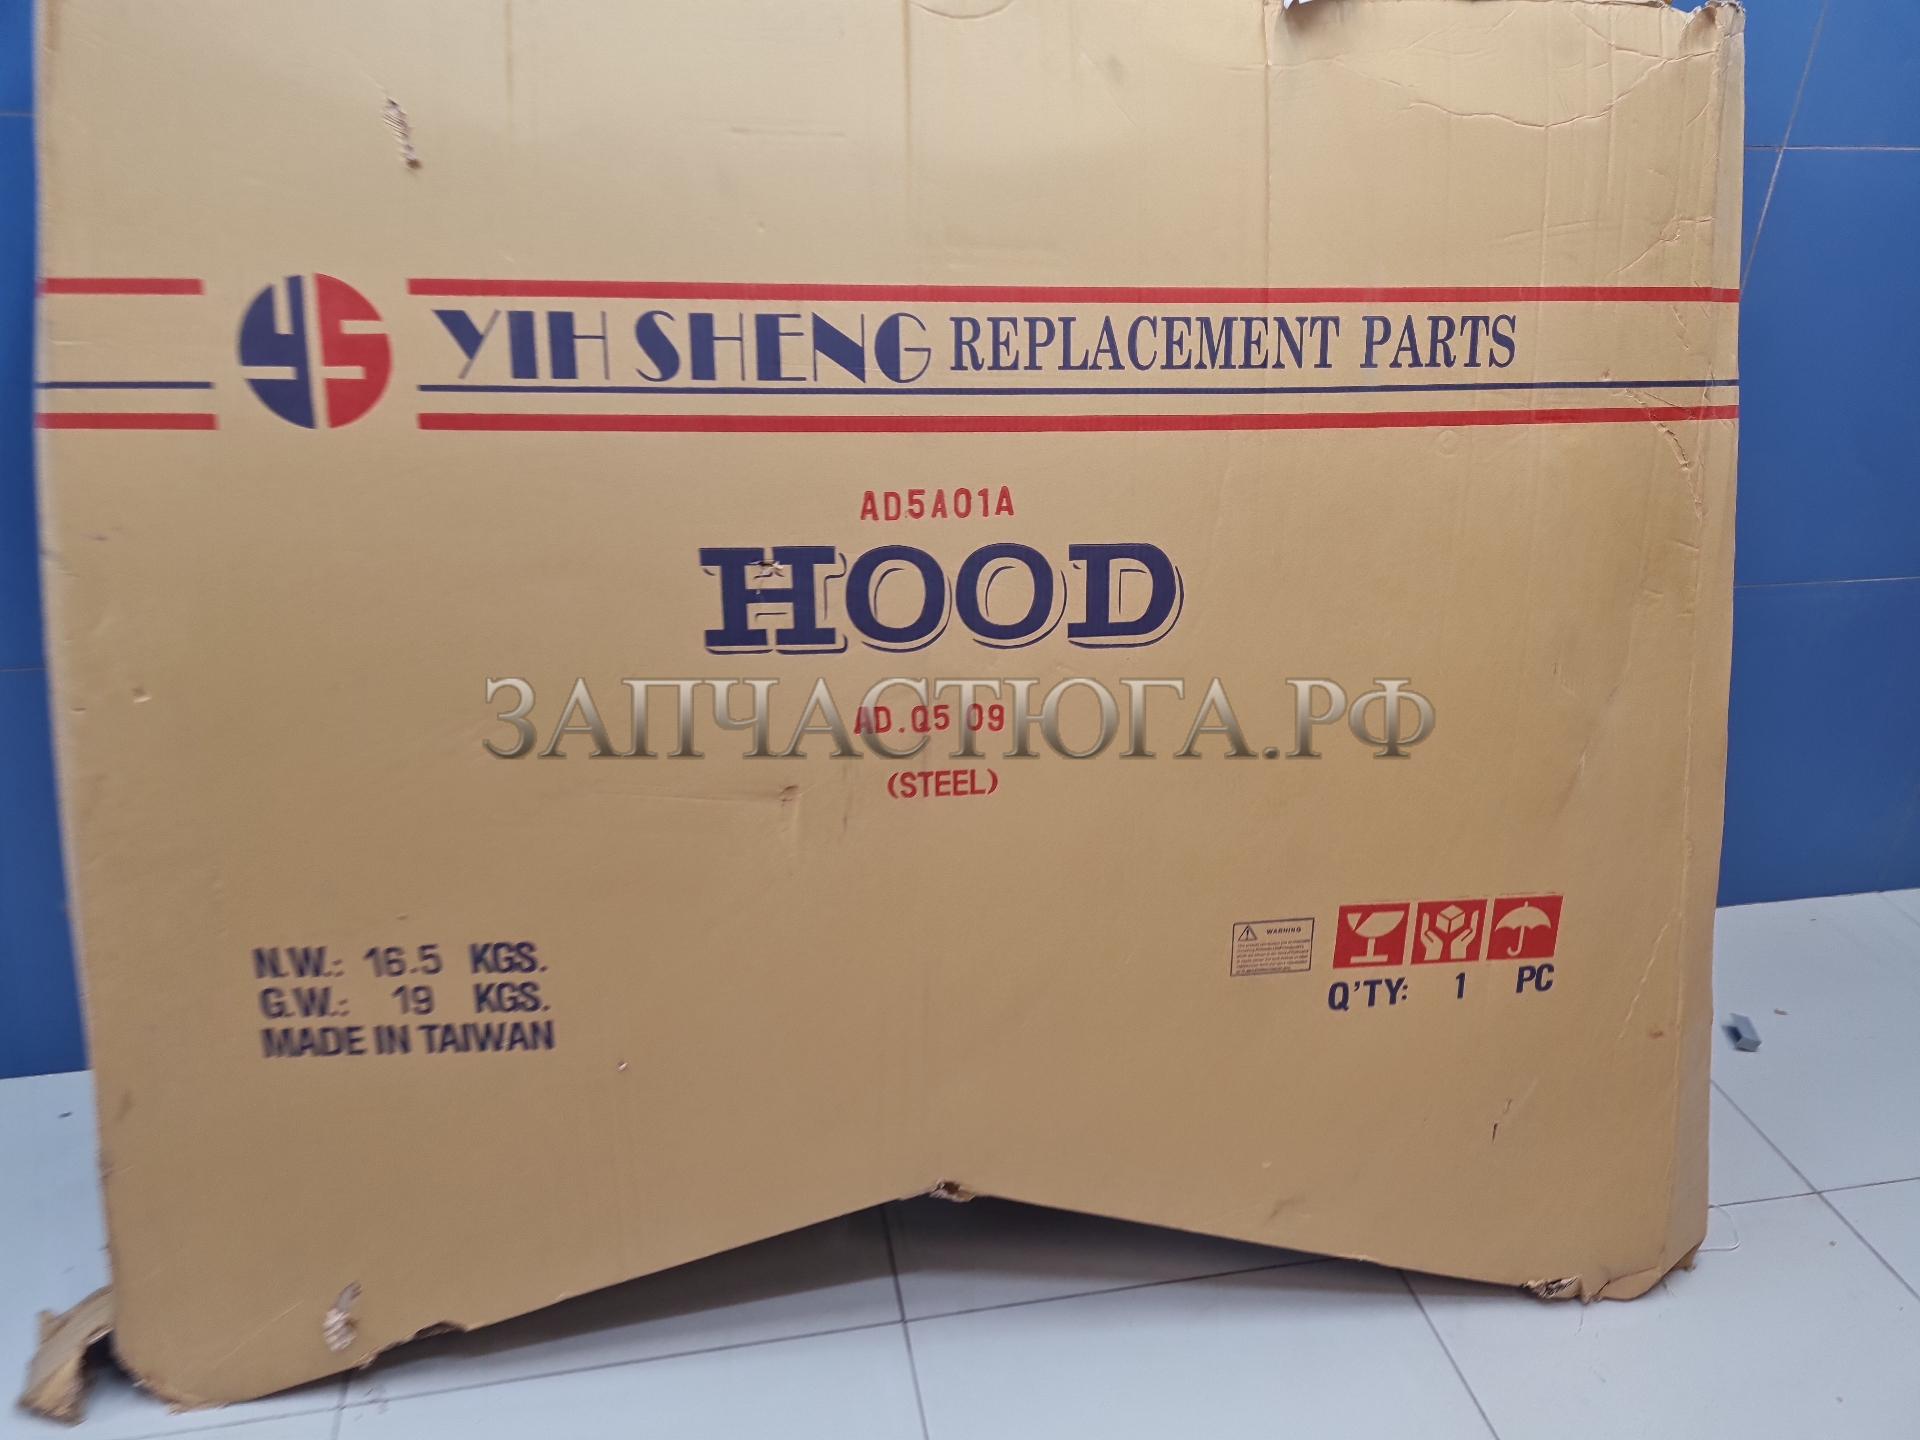 YS YIH SHENG REPLACEMENT PARTS
AD5A01A
HOOD
ЗАПЧАСТЮГА.РФ
AD.Q5 09
(STEEL)
N.W.: 16.5 KGS.
G.W.: 19 KGS.
MADE IN TAIWAN
WARNING
Q'TY: 1 PC